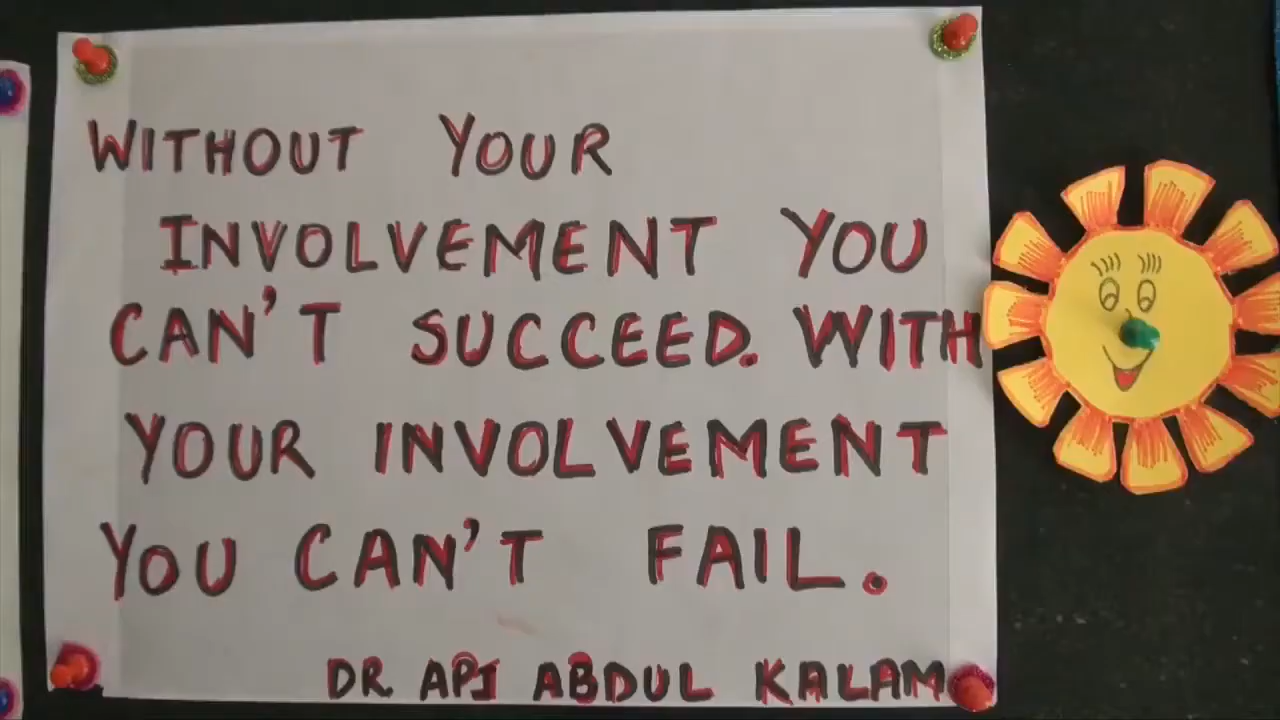 WITHOUT YOUR
INVOLVEMENT YOU
CAN'T SUCCEED. WITH
YOUR INVOLVEMENT
YOU CAN'T FAIL.
DR. APJ ABDUL KALAM